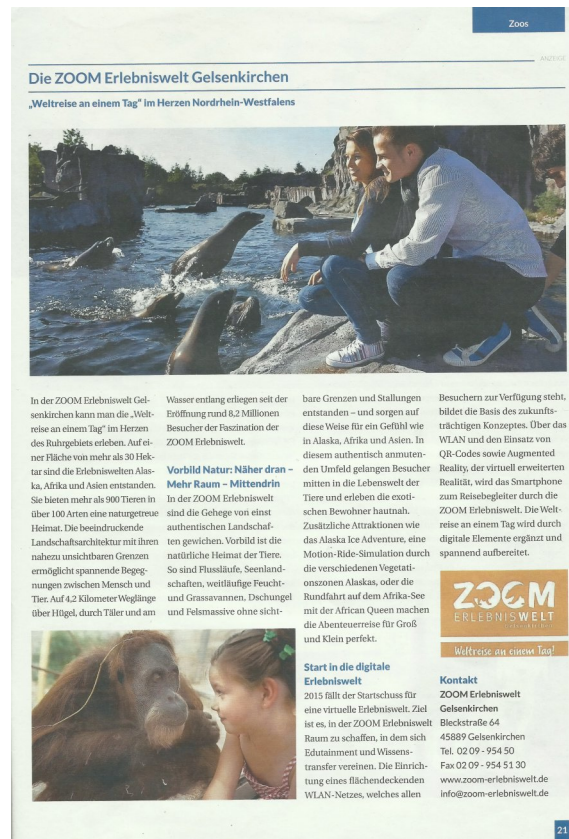 Zoos
ANZEIGE
Die ZOOM Erlebniswelt Gelsenkirchen
„Weltreise an einem Tag“ im Herzen Nordrhein-Westfalens
In der ZOOM Erlebniswelt Gel-
senkirchen kann man die „Welt-
reise an einem Tag“ im Herzen
des Ruhrgebiets erleben. Auf ei-
ner Fläche von mehr als 30 Hek-
tar sind die Erlebniswelten Alas-
ka, Afrika und Asien entstanden.
Sie bieten mehr als 900 Tieren in
über 100 Arten eine naturgetreue
Heimat. Die beeindruckende
Landschaftsarchitektur mit ihren
nahezu unsichtbaren Grenzen
ermöglicht spannende Begeg-
nungen zwischen Mensch und
Tier. Auf 4,2 Kilometer Weglänge
über Hügel, durch Täler und am
Wasser entlang erliegen seit der
Eröffnung rund 8,2 Millionen
Besucher der Faszination der
ZOOM Erlebniswelt.
Vorbild Natur: Näher dran –
Mehr Raum – Mittendrin
In der ZOOM Erlebniswelt
sind die Gehege von einst
authentischen Landschaf-
ten gewichen. Vorbild ist die
natürliche Heimat der Tiere.
So sind Flussläufe, Seenland-
schaften, weitläufige Feucht-
und Grassavannen, Dschungel
und Felsmassive ohne sicht-
bare Grenzen und Stallungen
entstanden – und sorgen auf
diese Weise für ein Gefühl wie
in Alaska, Afrika und Asien. In
diesem authentisch anmuten-
den Umfeld gelangen Besucher
mitten in die Lebenswelt der
Tiere und erleben die exoti-
schen Bewohner hautnah.
Zusätzliche Attraktionen wie
das Alaska Ice Adventure, eine
Motion-Ride-Simulation durch
die verschiedenen Vegetati-
onszonen Alaskas, oder die
Rundfahrt auf dem Afrika-See
mit der African Queen machen
die Abenteuerreise für Groß
und Klein perfekt.
Start in die digitale
Erlebniswelt
2015 fällt der Startschuss für
eine virtuelle Erlebniswelt. Ziel
ist es, in der ZOOM Erlebniswelt
Raum zu schaffen, in dem sich
Edutainment und Wissens-
transfer vereinen. Die Einrich-
tung eines flächendeckenden
WLAN-Netzes, welches allen
Besuchern zur Verfügung steht,
bildet die Basis des zukunfts-
trächtigen Konzeptes. Über das
WLAN und den Einsatz von
QR-Codes sowie Augmented
Reality, der virtuell erweiterten
Realität, wird das Smartphone
zum Reisebegleiter durch die
ZOOM Erlebniswelt. Die Welt-
reise an einem Tag wird durch
digitale Elemente ergänzt und
spannend aufbereitet.
ZOOM
ERLEBNISWELT
Weltreise an einem Tag!
Kontakt
ZOOM Erlebniswelt
Gelsenkirchen
Bleckstraße 64
45889 Gelsenkirchen
Tel. 02 09 - 954 50
Fax 02 09 - 954 51 30
www.zoom-erlebniswelt.de
info@zoom-erlebniswelt.de
21